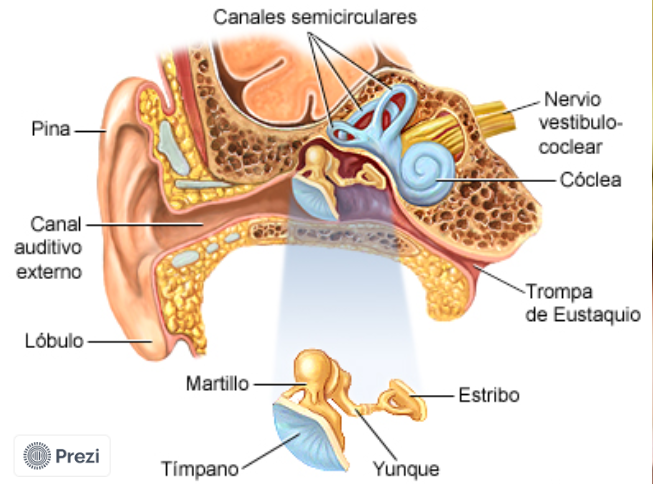 Canales semicirculares
Pina
Nervio
vestibulo-
coclear
Cóclea
Canal
auditivo
externo
Trompa
de Eustaquio
Lóbulo
Martillo
Estribo
Tímpano
Yunque
Prezi